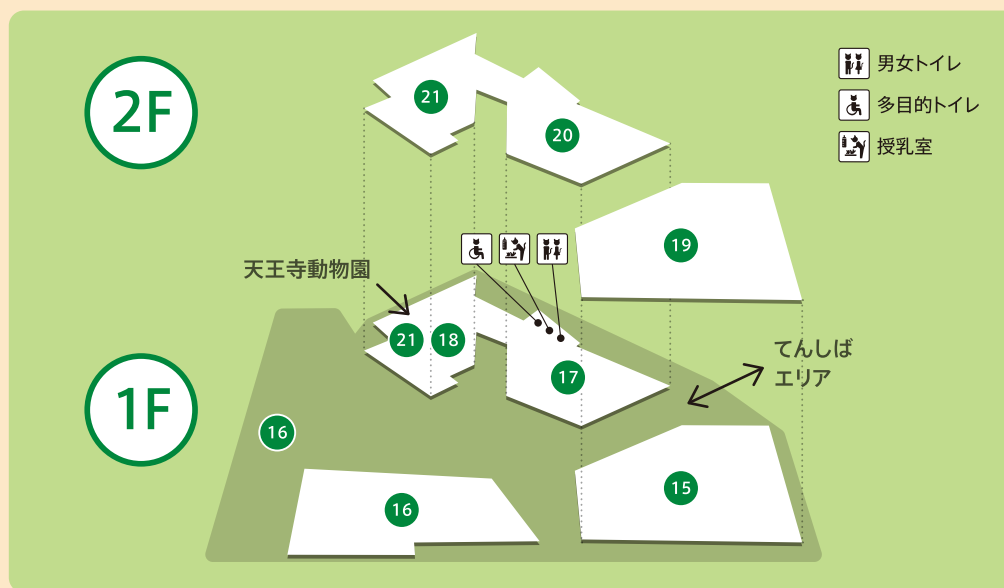 2F
21
20
男女トイレ
多目的トイレ
授乳室
19
天王寺動物園
21
18
17
てんしば
エリア
1F
16
16
15